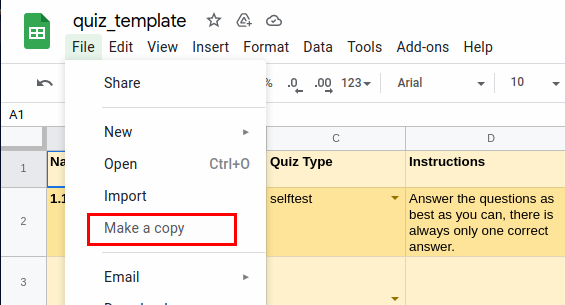 quiz_template
File Edit View Insert Format Data Tools Add-ons Help
% .0 .00 123 Arial 10
A1
C D
1 Na Quiz Type Instructions
2 1.1 selftest Answer the questions as
best as you can, there is
always only one correct
answer.
3
Share
New
Open Ctrl+O
Import
Make a copy
Email